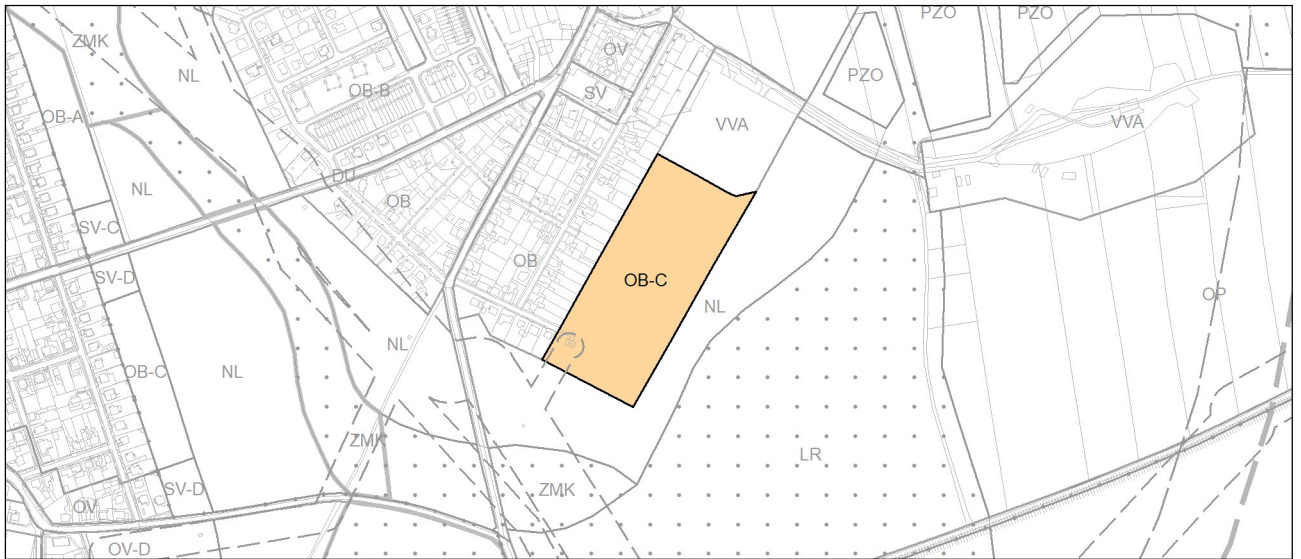 PZO
PZO
ZMK
NL
OV
PZO
OB-B
SV
OB-A
VVA
VVA
DU
NL
OB
SV-C
OB
SV-D
OB-C
NL
OP
NL
OB-C
NL
ZMK
LR
SV-D
ZMK
OV
OV-D